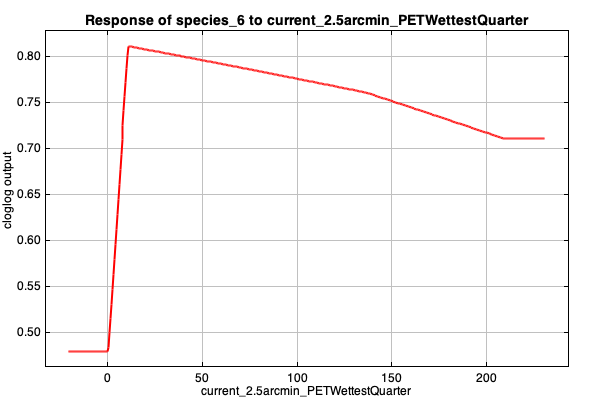 Response of species_6 to current_2.5arcmin_PETWettestQuarter
cloglog output
0.80
0.75
0.70
0.65
0.60
0.55
0.50
0 50 100 150 200
current_2.5arcmin_PETWettestQuarter